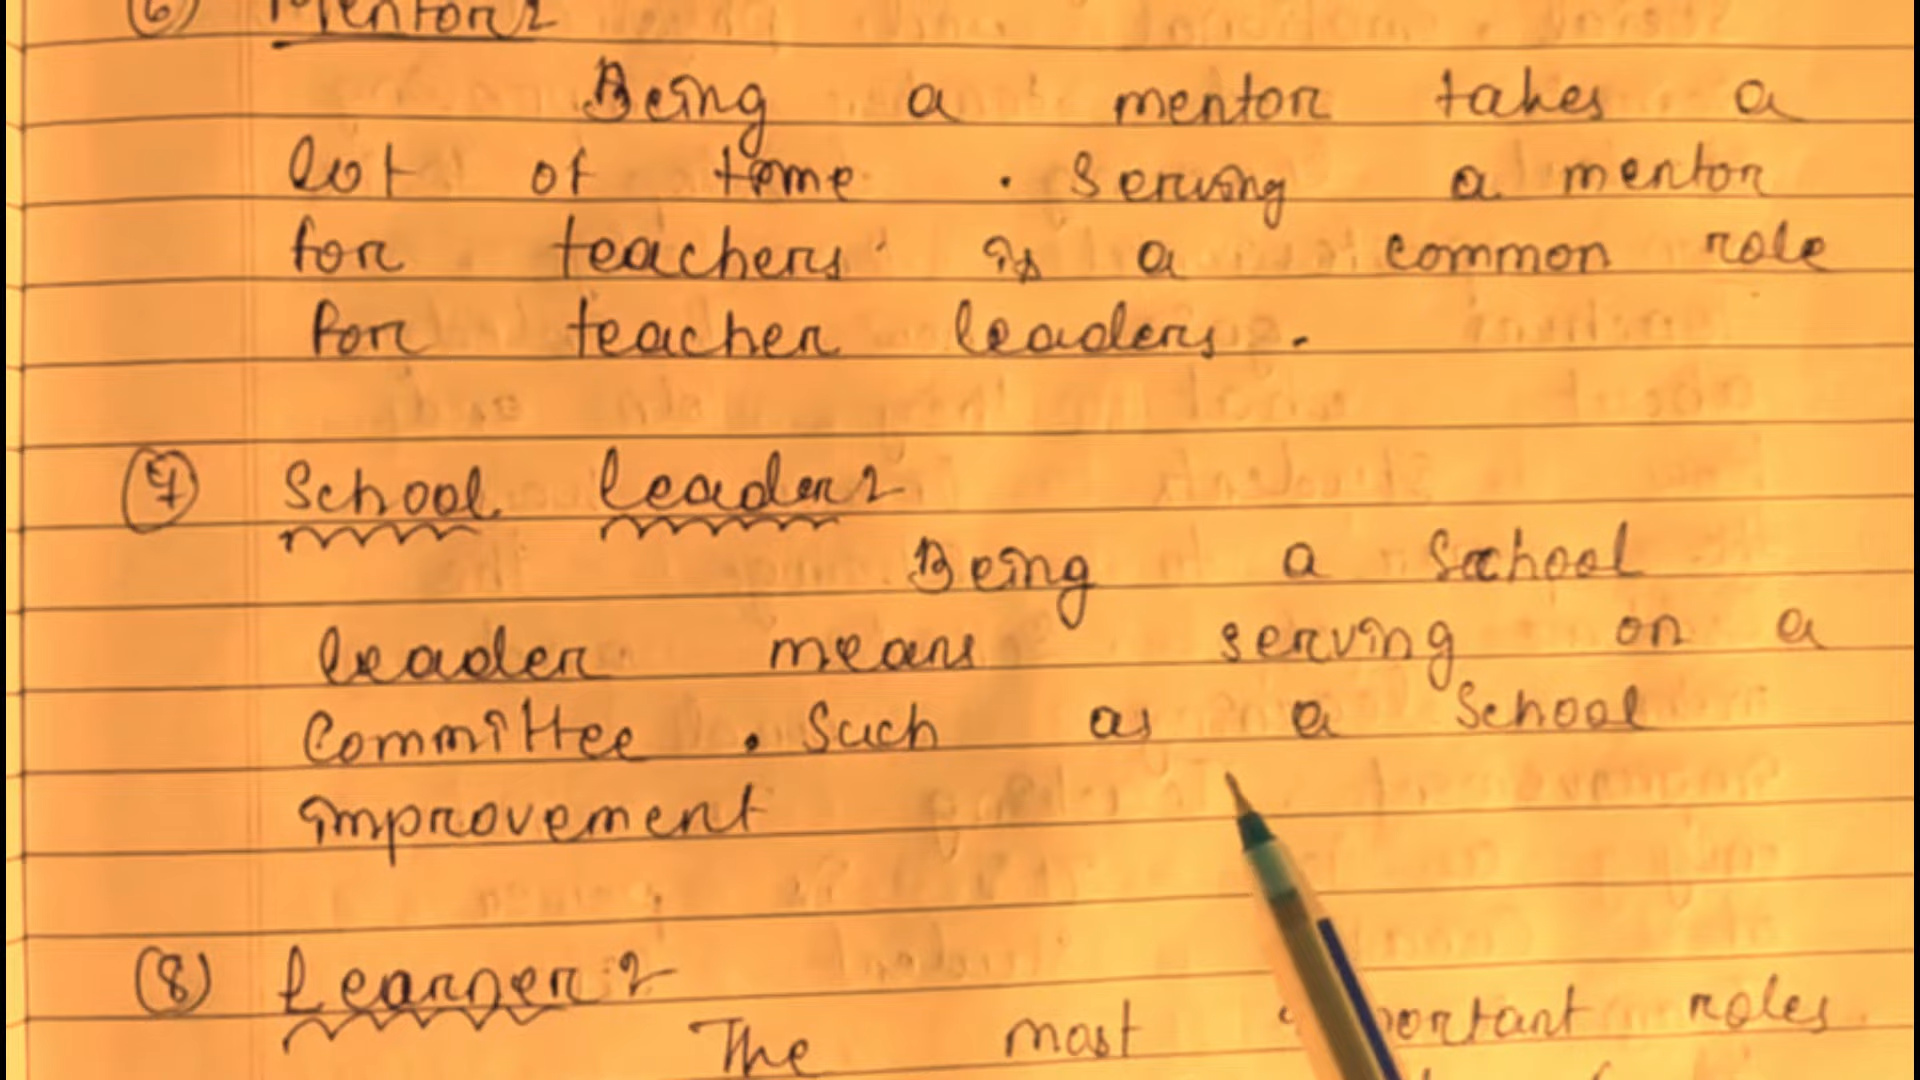 (6) Mentor :-
Being a mentor takes a
lot of time . Serving a mentor
for teachers is a common role
for teacher leaders .
(7) School leader :-
Being a school
leader means serving on a
Committee . Such as a School
improvement
(8) Learner :-
The most roles